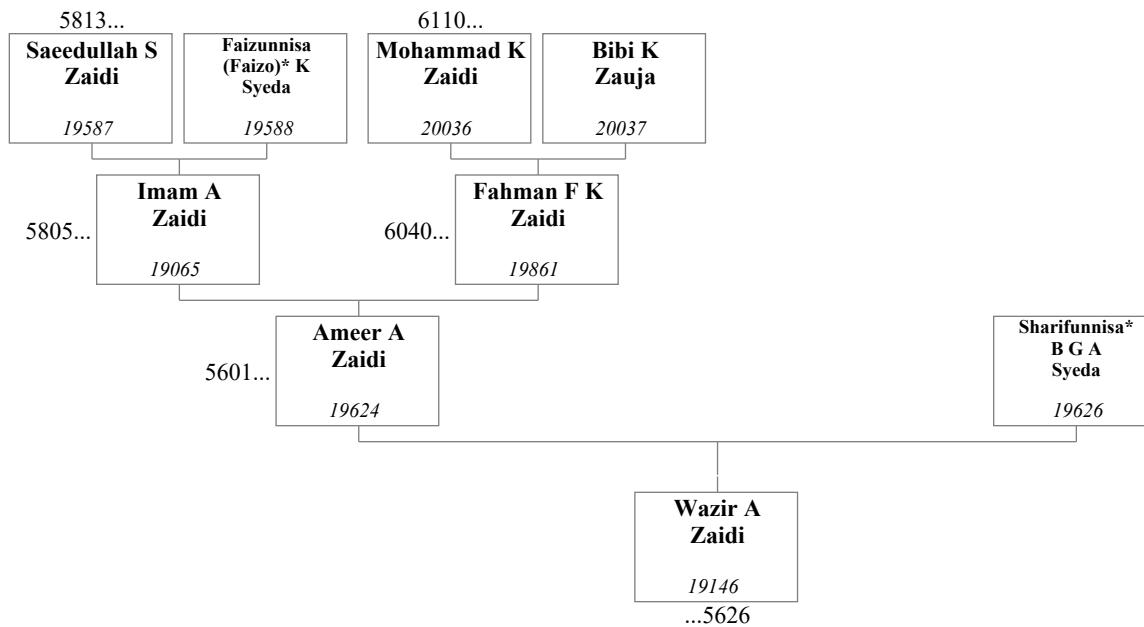 5813...
Saeedullah S
Zaidi
19587
Faizunnisa
(Faizo)* K
Syeda
19588
6110...
Mohammad K
Zaidi
20036
Bibi K
Zauja
20037
5805...
Imam A
Zaidi
19065
6040...
Fahman F K
Zaidi
19861
5601...
Ameer A
Zaidi
19624
Sharifunnisa*
B G A
Syeda
19626
Wazir A
Zaidi
19146
...5626